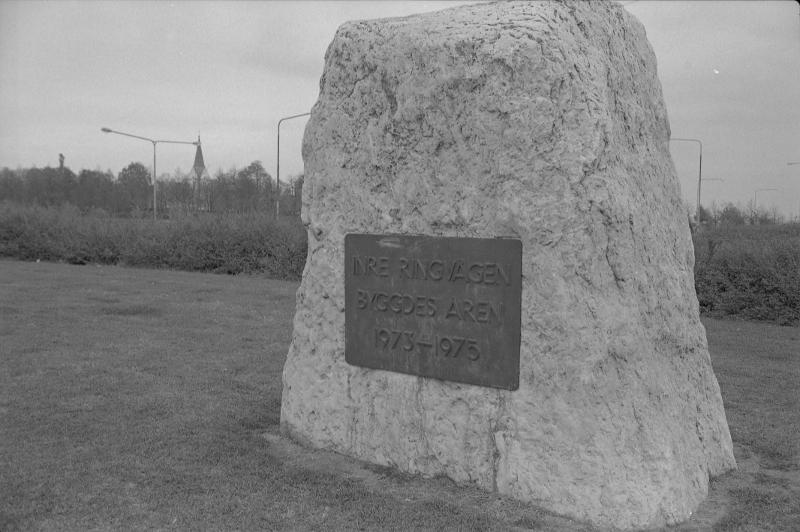 INRE RINGVÄGEN
BYGGDES ÅREN
1973-1975